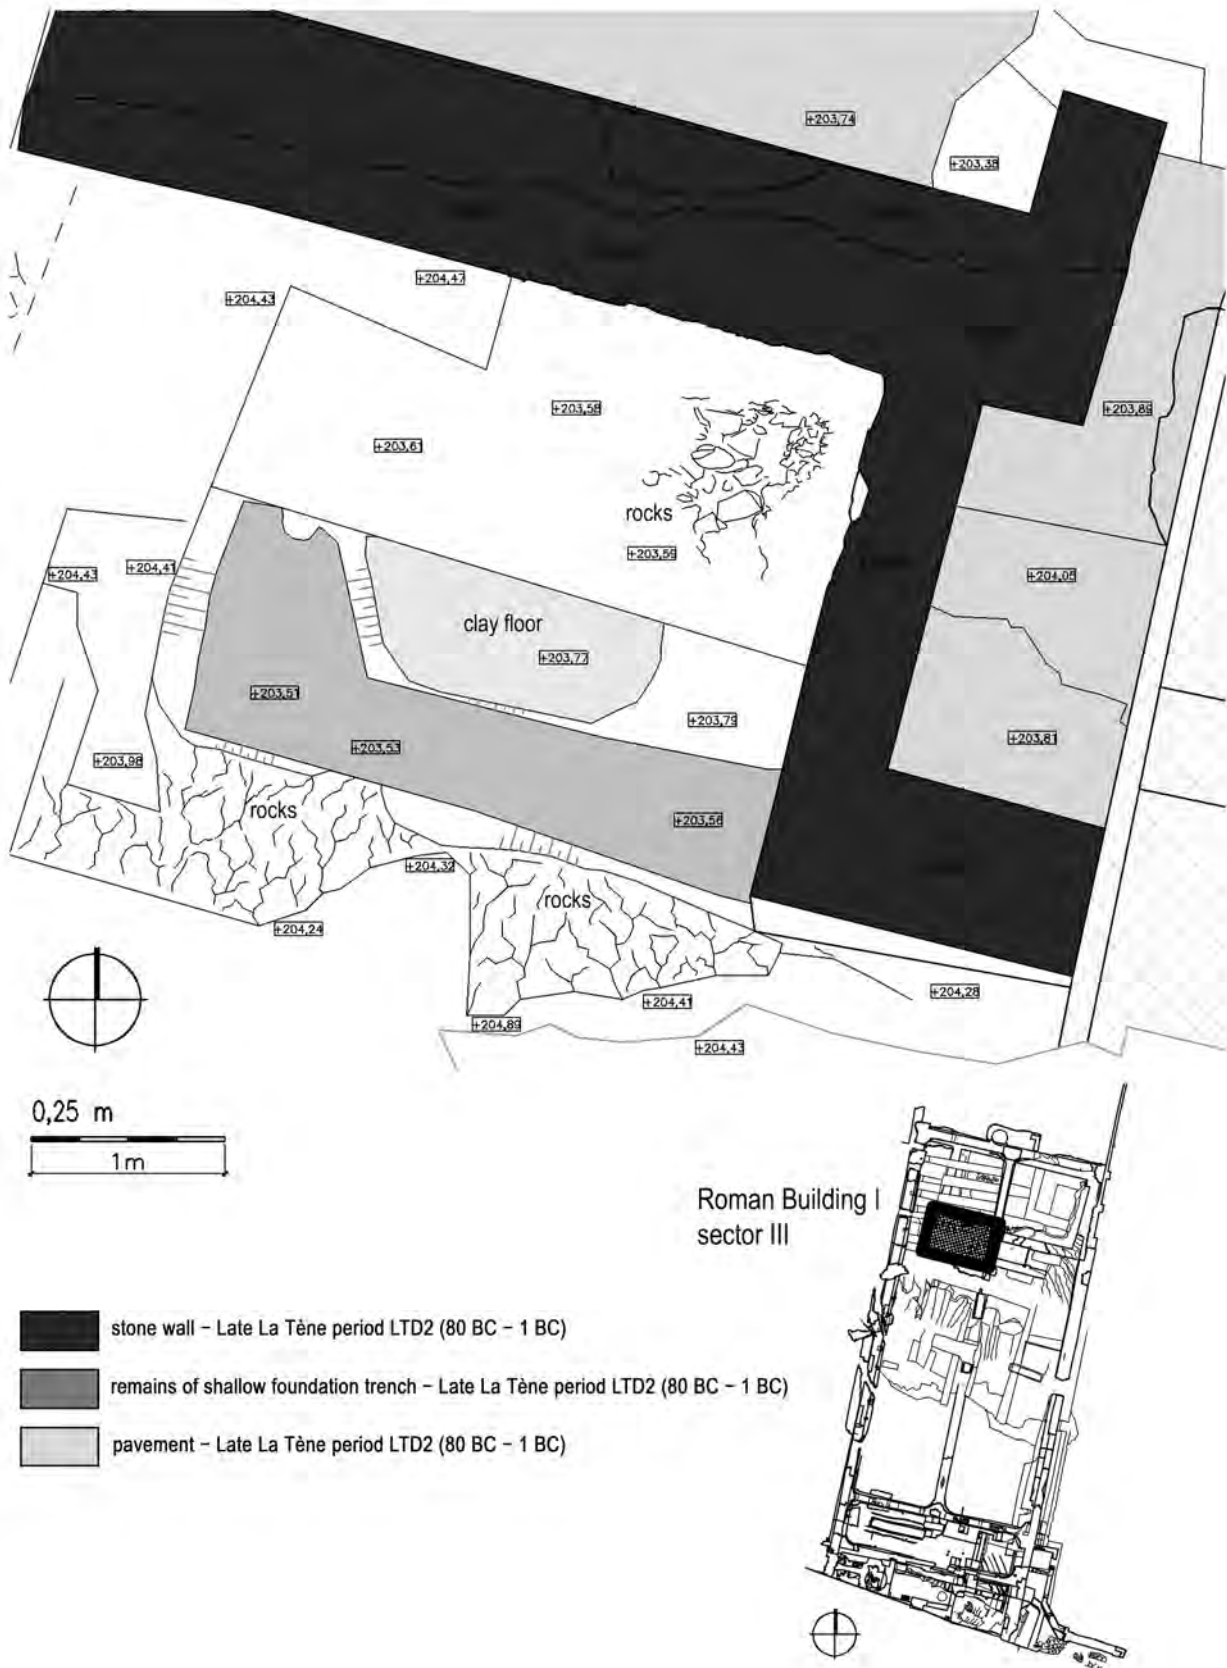 +203,74
+203,38
+204,47
+204,43
+203,58
+203,89
+203,61
rocks
+203,59
+204,41
+204,43
+204,05
clay floor
+203,77
+203,51
+203,79
+203,53
+203,81
+203,98
rocks
+203,56
+204,32
rocks
+204,24
+204,28
+204,41
+204,89
+204,43
0,25 m
1m
Roman Building I
sector III
stone wall – Late La Tène period LTD2 (80 BC – 1 BC)
remains of shallow foundation trench – Late La Tène period LTD2 (80 BC – 1 BC)
pavement – Late La Tène period LTD2 (80 BC – 1 BC)